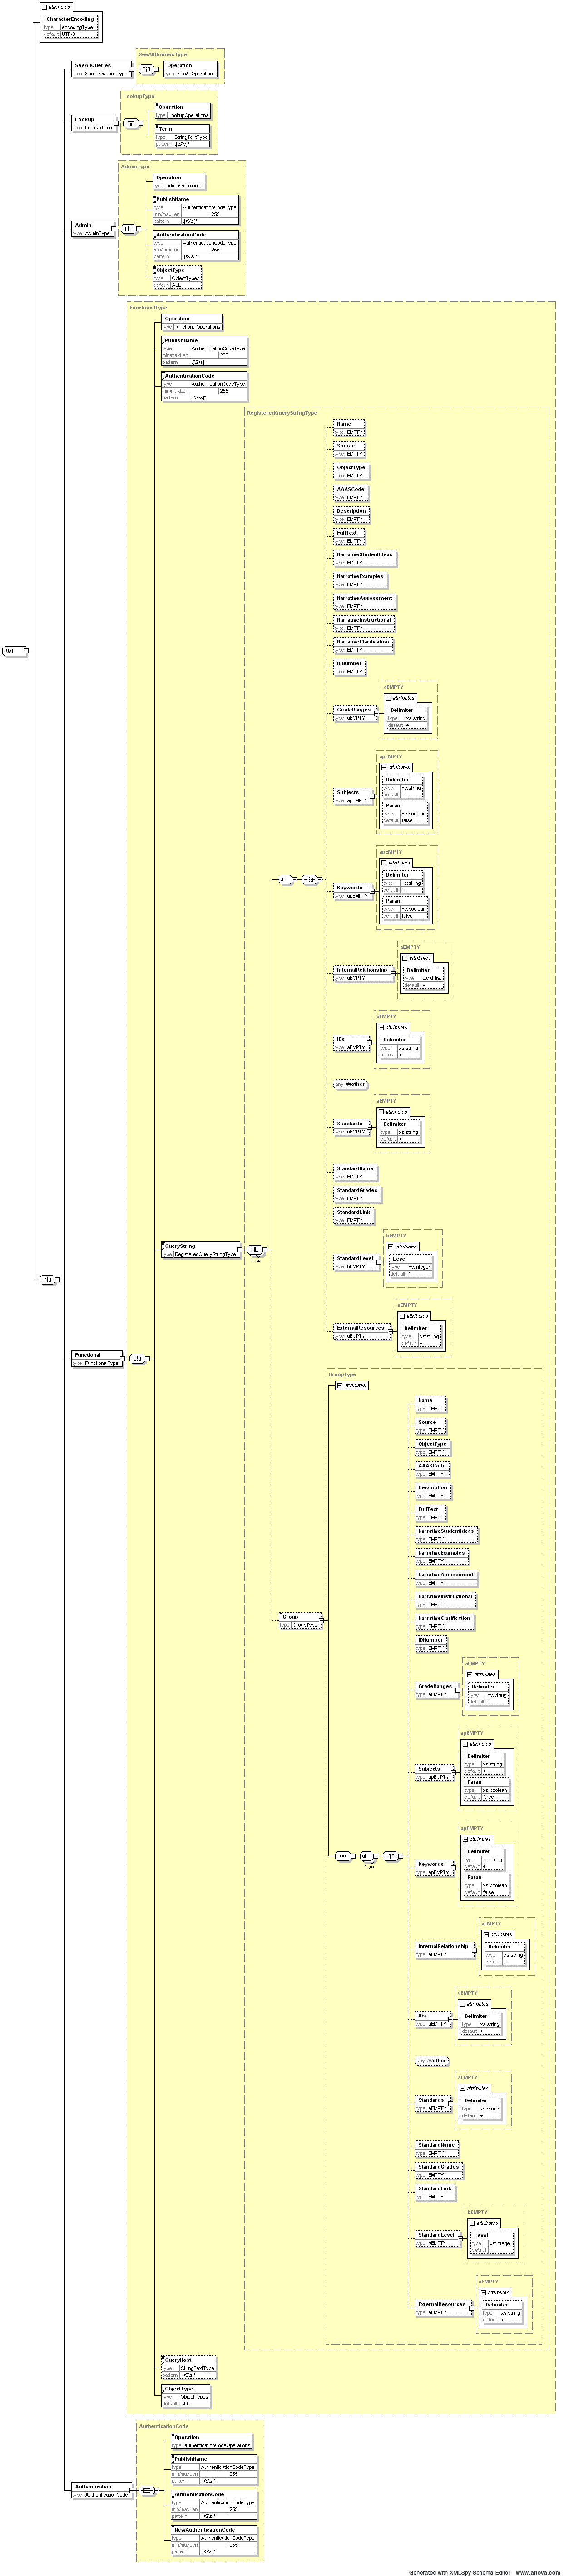 attributes
CharacterEncoding
type encodingType
default UTF-8
SeeAllQueriesType
SeeAllQueries
type SeeAllQueriesType
Operation
type SeeAllOperations
LookupType
Operation
type LookupOperations
Lookup
type LookupType
Term
type StringTextType
pattern [\S\s]*
AdminType
Operation
type adminOperations
PublishName
type AuthenticationCodeType
min/maxLen 255
pattern [\S\s]*
Admin
type AdminType
AuthenticationCode
type AuthenticationCodeType
min/maxLen 255
pattern [\S\s]*
ObjectType
type ObjectTypes
default ALL
FunctionalType
Operation
type functionalOperations
PublishName
type AuthenticationCodeType
min/maxLen 255
pattern [\S\s]*
AuthenticationCode
type AuthenticationCodeType
min/maxLen 255
pattern [\S\s]*
RegisteredQueryStringType
Name
type EMPTY
Source
type EMPTY
ObjectType
type EMPTY
AAASCode
type EMPTY
Description
type EMPTY
FullText
type EMPTY
NarrativeStudentIdeas
type EMPTY
NarrativeExamples
type EMPTY
NarrativeAssessment
type EMPTY
NarrativeInstructional
type EMPTY
NarrativeClarification
type EMPTY
RQT
IDNumber
type EMPTY
aEMPTY
attributes
GradeRanges
type aEMPTY
Delimiter
type xs:string
default +
apEMPTY
attributes
Delimiter
type xs:string
default +
Subjects
type apEMPTY
Paran
type xs:boolean
default false
apEMPTY
attributes
Delimiter
type xs:string
default +
all
Keywords
type apEMPTY
Paran
type xs:boolean
default false
aEMPTY
attributes
InternalRelationship
type aEMPTY
Delimiter
type xs:string
default +
aEMPTY
attributes
IDs
type aEMPTY
Delimiter
type xs:string
default +
any ##other
aEMPTY
attributes
Standards
type aEMPTY
Delimiter
type xs:string
default +
StandardName
type EMPTY
StandardGrades
type EMPTY
StandardLink
type EMPTY
bEMPTY
QueryString
type RegisteredQueryStringType
1..∞
attributes
StandardLevel
type bEMPTY
Level
type xs:integer
default 1
aEMPTY
attributes
ExternalResources
type aEMPTY
Delimiter
type xs:string
default +
Functional
type FunctionalType
GroupType
attributes
Name
type EMPTY
Source
type EMPTY
ObjectType
type EMPTY
AAASCode
type EMPTY
Description
type EMPTY
FullText
type EMPTY
NarrativeStudentIdeas
type EMPTY
NarrativeExamples
type EMPTY
NarrativeAssessment
type EMPTY
NarrativeInstructional
type EMPTY
Group
type GroupType
NarrativeClarification
type EMPTY
IDNumber
type EMPTY
aEMPTY
attributes
GradeRanges
type aEMPTY
Delimiter
type xs:string
default +
apEMPTY
attributes
Delimiter
type xs:string
default +
Subjects
type apEMPTY
Paran
type xs:boolean
default false
apEMPTY
attributes
Delimiter
type xs:string
default +
all
1..∞
Keywords
type apEMPTY
Paran
type xs:boolean
default false
aEMPTY
attributes
InternalRelationship
type aEMPTY
Delimiter
type xs:string
default +
aEMPTY
attributes
IDs
type aEMPTY
Delimiter
type xs:string
default +
any ##other
aEMPTY
attributes
Standards
type aEMPTY
Delimiter
type xs:string
default +
StandardName
type EMPTY
StandardGrades
type EMPTY
StandardLink
type EMPTY
bEMPTY
attributes
StandardLevel
type bEMPTY
Level
type xs:integer
default 1
aEMPTY
attributes
ExternalResources
type aEMPTY
Delimiter
type xs:string
default +
QueryHost
type StringTextType
pattern [\S\s]*
ObjectType
type ObjectTypes
default ALL
AuthenticationCode
Operation
type authenticationCodeOperations
PublishName
type AuthenticationCodeType
min/maxLen 255
pattern [\S\s]*
Authentication
type AuthenticationCode
AuthenticationCode
type AuthenticationCodeType
min/maxLen 255
pattern [\S\s]*
NewAuthenticationCode
type AuthenticationCodeType
min/maxLen 255
pattern [\S\s]*
Generated with XMLSpy Schema Editor www.altova.com